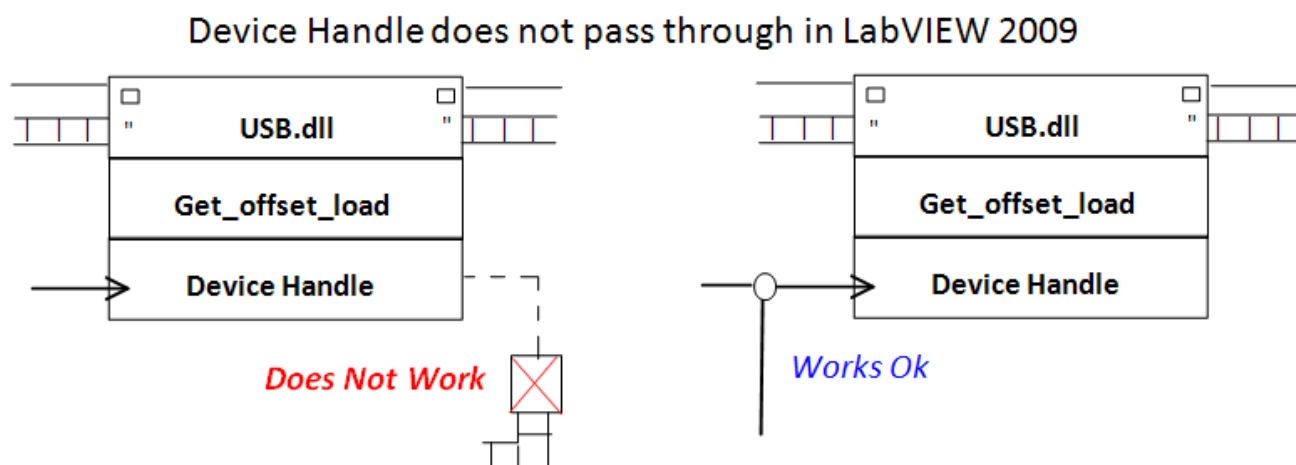 Device Handle does not pass through in LabVIEW 2009
" USB.dll "
Get_offset_load
Device Handle
Does Not Work
" USB.dll "
Get_offset_load
Device Handle
Works Ok